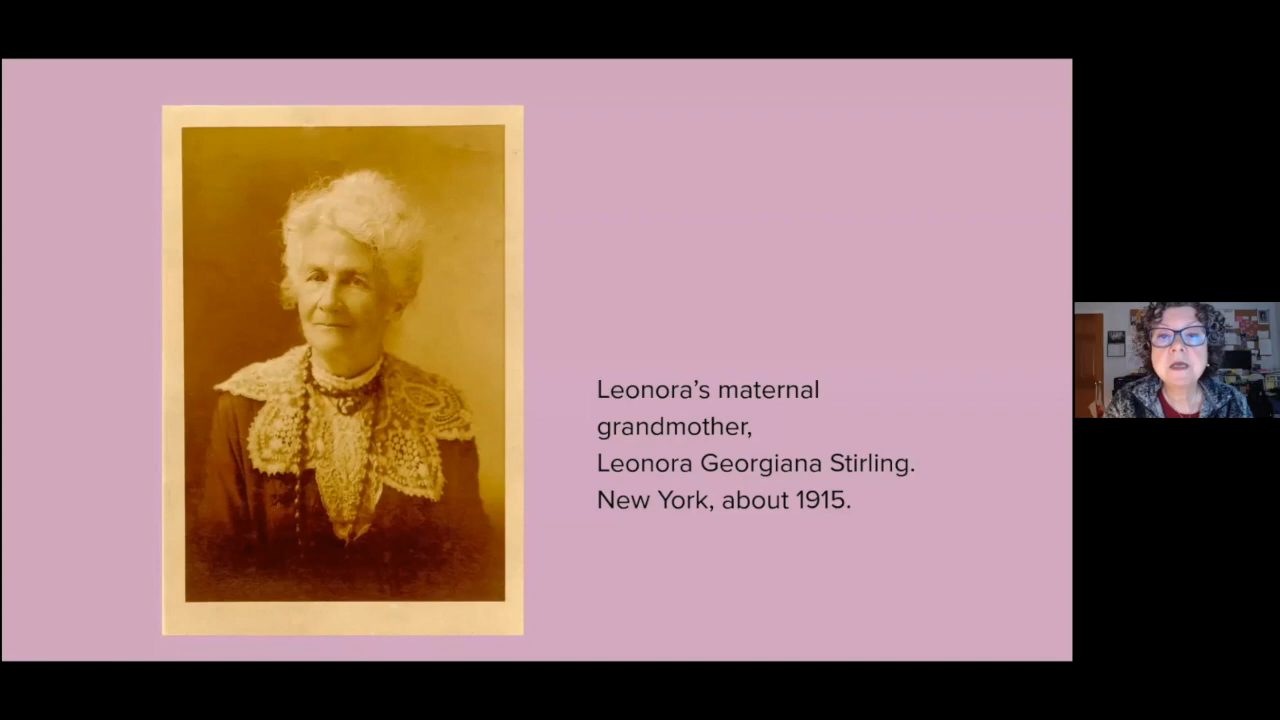 Leonora’s maternal
grandmother,
Leonora Georgiana Stirling.
New York, about 1915.